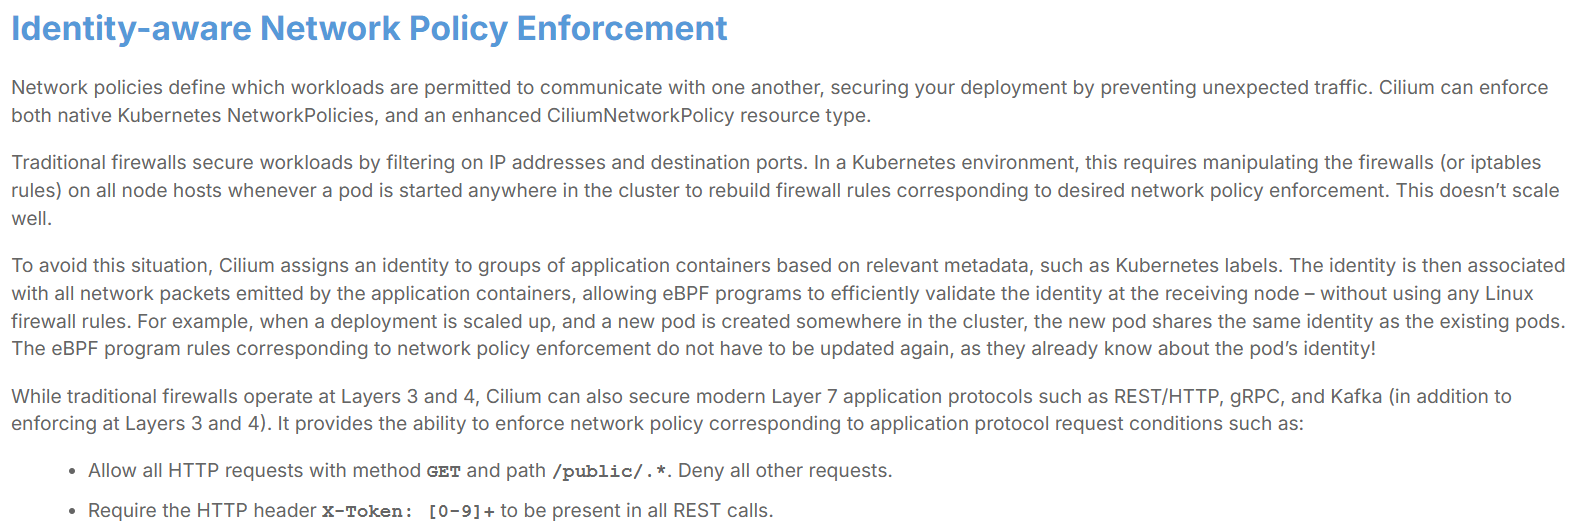 Identity-aware Network Policy Enforcement
Network policies define which workloads are permitted to communicate with one another, securing your deployment by preventing unexpected traffic. Cilium can enforce
both native Kubernetes NetworkPolicies, and an enhanced CiliumNetworkPolicy resource type.
Traditional firewalls secure workloads by filtering on IP addresses and destination ports. In a Kubernetes environment, this requires manipulating the firewalls (or iptables
rules) on all node hosts whenever a pod is started anywhere in the cluster to rebuild firewall rules corresponding to desired network policy enforcement. This doesn’t scale
well.
To avoid this situation, Cilium assigns an identity to groups of application containers based on relevant metadata, such as Kubernetes labels. The identity is then associated
with all network packets emitted by the application containers, allowing eBPF programs to efficiently validate the identity at the receiving node – without using any Linux
firewall rules. For example, when a deployment is scaled up, and a new pod is created somewhere in the cluster, the new pod shares the same identity as the existing pods.
The eBPF program rules corresponding to network policy enforcement do not have to be updated again, as they already know about the pod’s identity!
While traditional firewalls operate at Layers 3 and 4, Cilium can also secure modern Layer 7 application protocols such as REST/HTTP, gRPC, and Kafka (in addition to
enforcing at Layers 3 and 4). It provides the ability to enforce network policy corresponding to application protocol request conditions such as:
• Allow all HTTP requests with method GET and path /public/.*. Deny all other requests.
• Require the HTTP header X-Token: [0-9]+ to be present in all REST calls.